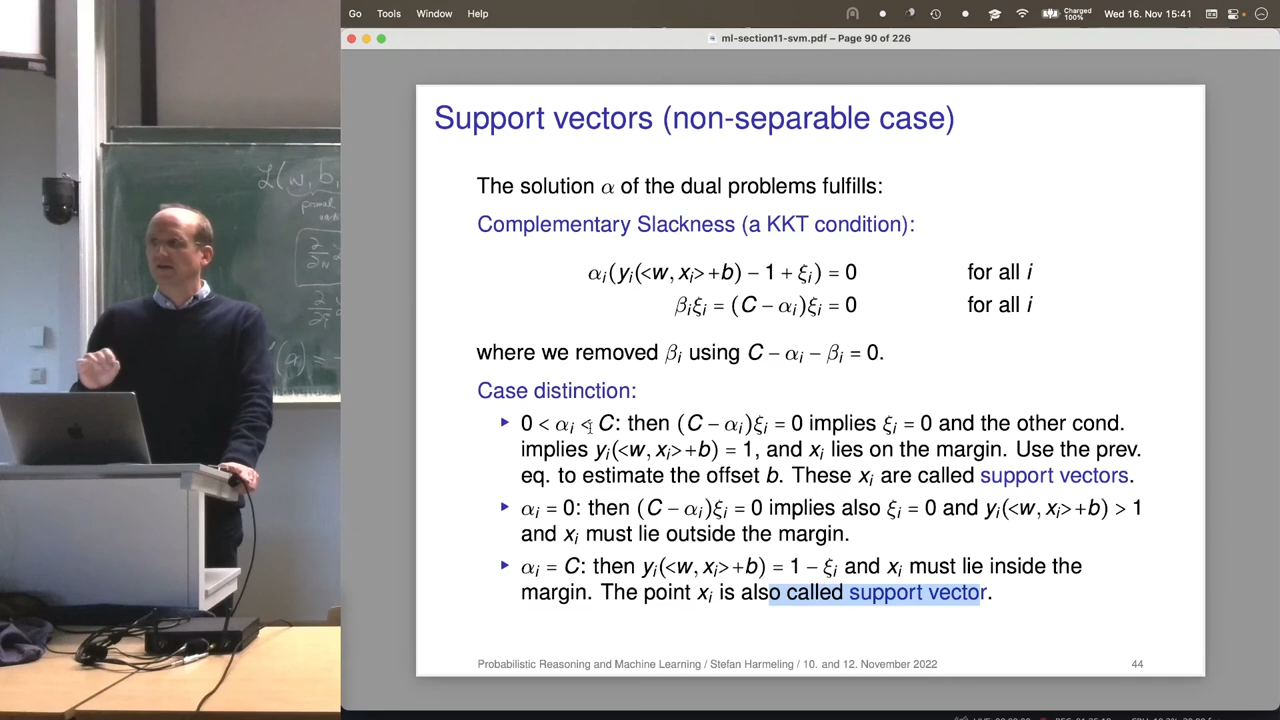 Go Tools Window Help
Charged 100%
Wed 16. Nov 15:41
ml-section11-svm.pdf – Page 90 of 226
Support vectors (non-separable case)
The solution α of the dual problems fulfills:
Complementary Slackness (a KKT condition):
αᵢ(yᵢ(<w, xᵢ>+b) − 1 + ξᵢ) = 0 for all i
βᵢξᵢ = (C − αᵢ)ξᵢ = 0 for all i
where we removed βᵢ using C − αᵢ − βᵢ = 0.
Case distinction:
▸ 0 < αᵢ < C: then (C − αᵢ)ξᵢ = 0 implies ξᵢ = 0 and the other cond.
implies yᵢ(<w, xᵢ>+b) = 1, and xᵢ lies on the margin. Use the prev.
eq. to estimate the offset b. These xᵢ are called support vectors.
▸ αᵢ = 0: then (C − αᵢ)ξᵢ = 0 implies also ξᵢ = 0 and yᵢ(<w, xᵢ>+b) > 1
and xᵢ must lie outside the margin.
▸ αᵢ = C: then yᵢ(<w, xᵢ>+b) = 1 − ξᵢ and xᵢ must lie inside the
margin. The point xᵢ is also called support vector.
Probabilistic Reasoning and Machine Learning / Stefan Harmeling / 10. and 12. November 2022
44
L(w, b,
primal